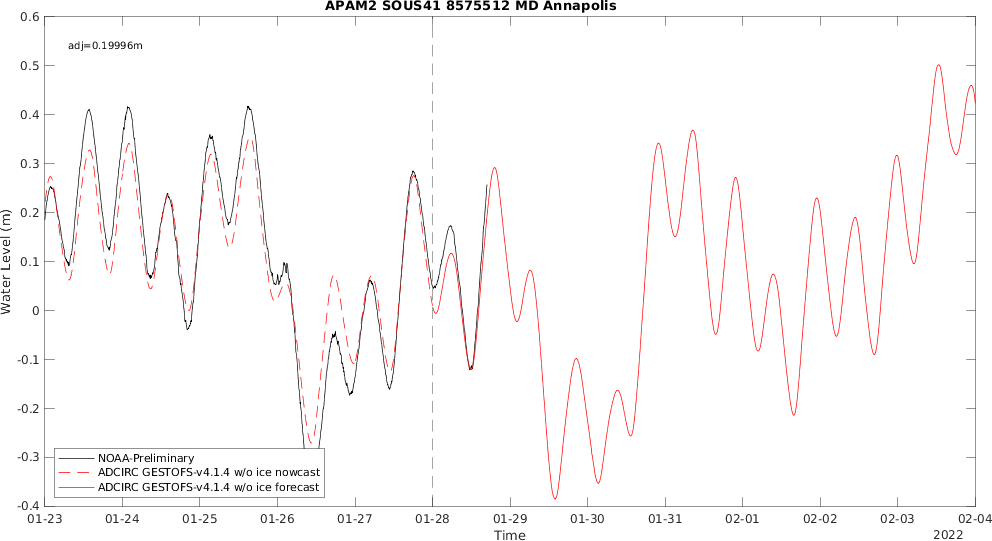 APAM2 SOUS41 8575512 MD Annapolis
0.6
adj=0.19996m
0.5
0.4
0.3
0.2
0.1
0
-0.1
-0.2
-0.3
-0.4
Water Level (m)
NOAA-Preliminary
ADCIRC GESTOFS-v4.1.4 w/o ice nowcast
ADCIRC GESTOFS-v4.1.4 w/o ice forecast
01-23 01-24 01-25 01-26 01-27 01-28 01-29 01-30 01-31 02-01 02-02 02-03 02-04
Time
2022